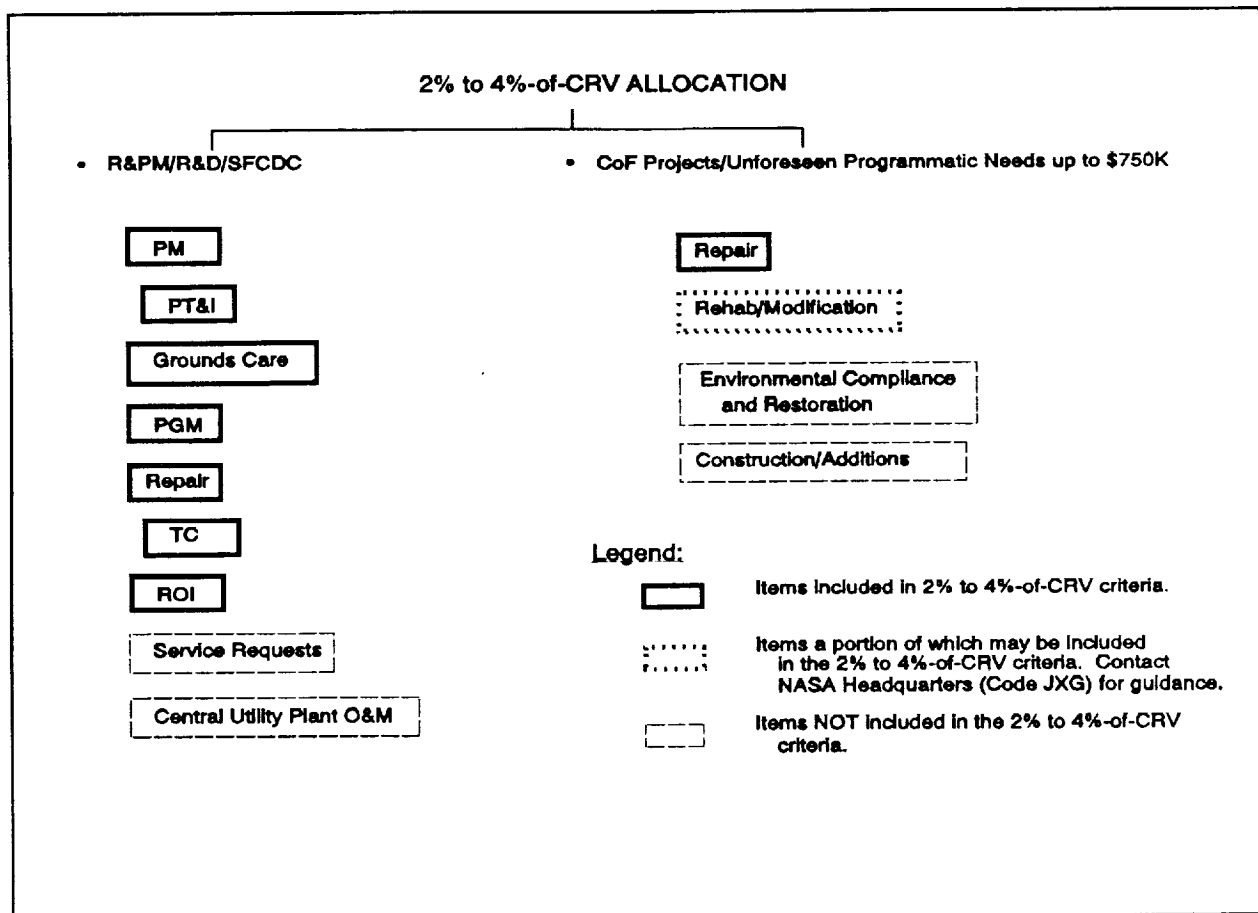 2% to 4%-of-CRV ALLOCATION
• R&PM/R&D/SFCDC
PM
PT&I
Grounds Care
PGM
Repair
TC
ROI
Service Requests
Central Utility Plant O&M
• CoF Projects/Unforeseen Programmatic Needs up to $750K
Repair
Rehab/Modification
Environmental Compliance
and Restoration
Construction/Additions
Legend:
Items included in 2% to 4%-of-CRV criteria.
Items a portion of which may be included
in the 2% to 4%-of-CRV criteria. Contact
NASA Headquarters (Code JXG) for guidance.
Items NOT included in the 2% to 4%-of-CRV
criteria.